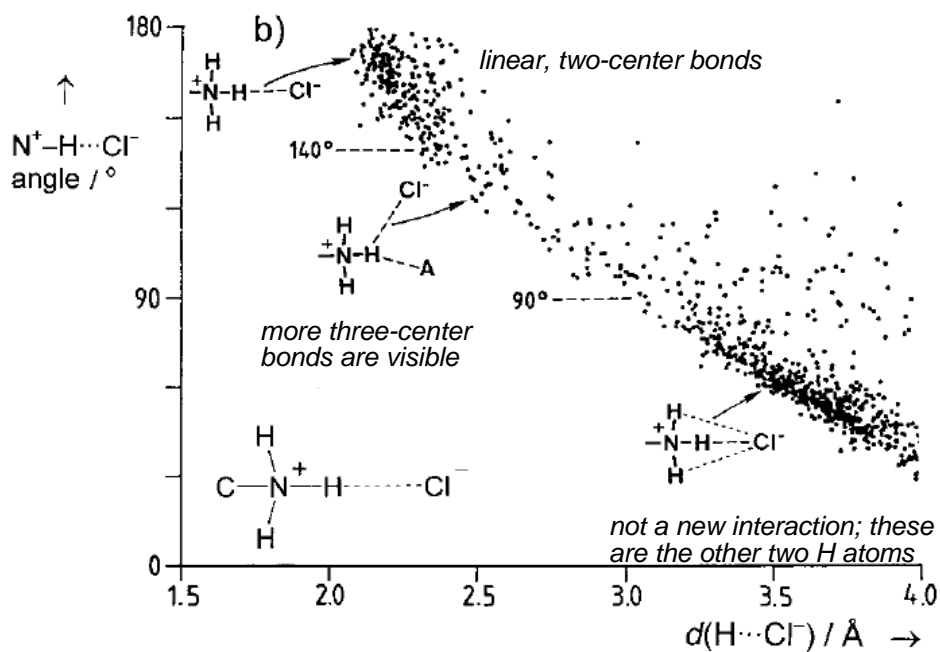 180
b)
linear, two-center bonds
H
+
–N–H---Cl⁻
H
↑
N⁺–H···Cl⁻
angle / °
140°
Cl⁻
H
+
–N–H
A
H
90
90°
more three-center
bonds are visible
H
+
–N–H---Cl⁻
H
H
+
C–N–H-----Cl⁻
H
not a new interaction; these
are the other two H atoms
0
1.5 2.0 2.5 3.0 3.5 4.0
d(H···Cl⁻) / Å →